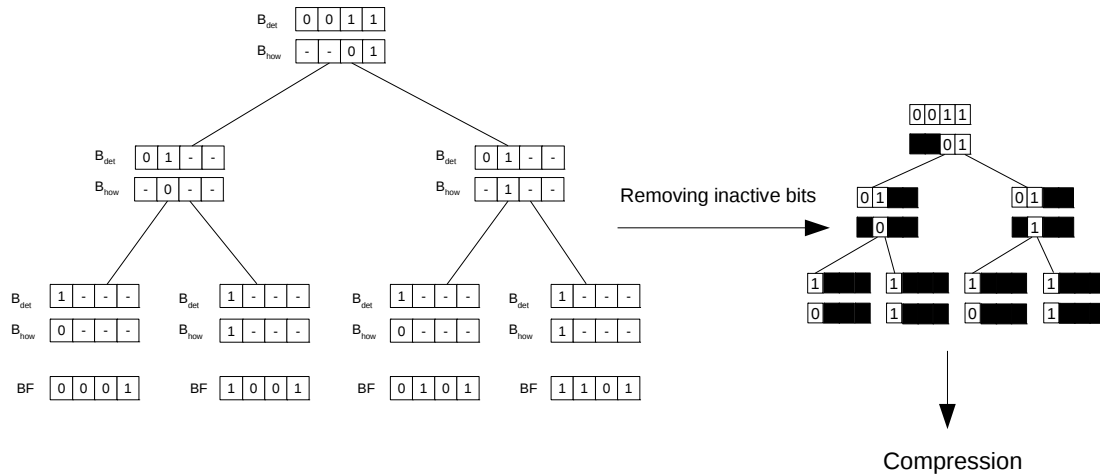 B_det 0 0 1 1
B_how - - 0 1
B_det 0 1 - -
B_how - 0 - -
B_det 0 1 - -
B_how - 1 - -
B_det 1 - - -
B_how 0 - - -
BF 0 0 0 1
B_det 1 - - -
B_how 1 - - -
BF 1 0 0 1
B_det 1 - - -
B_how 0 - - -
BF 0 1 0 1
B_det 1 - - -
B_how 1 - - -
BF 1 1 0 1
Removing inactive bits
0 0 1 1
0 1
0 1
0
0 1
1
1
0
1
1
1
0
1
1
Compression